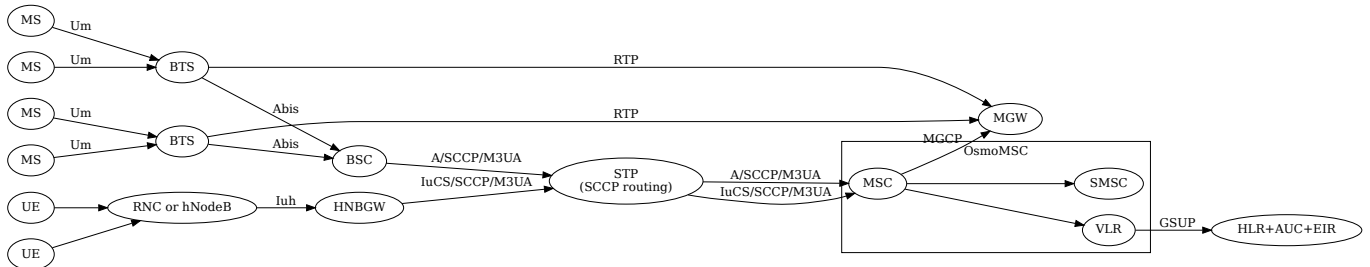 MS
Um
MS
Um
BTS
RTP
MS
Um
Abis
RTP
MGW
MS
Um
BTS
Abis
BSC
MGCP
OsmoMSC
A/SCCP/M3UA
STP
(SCCP routing)
A/SCCP/M3UA
MSC
SMSC
IuCS/SCCP/M3UA
IuCS/SCCP/M3UA
UE
RNC or hNodeB
Iuh
HNBGW
VLR
GSUP
HLR+AUC+EIR
UE